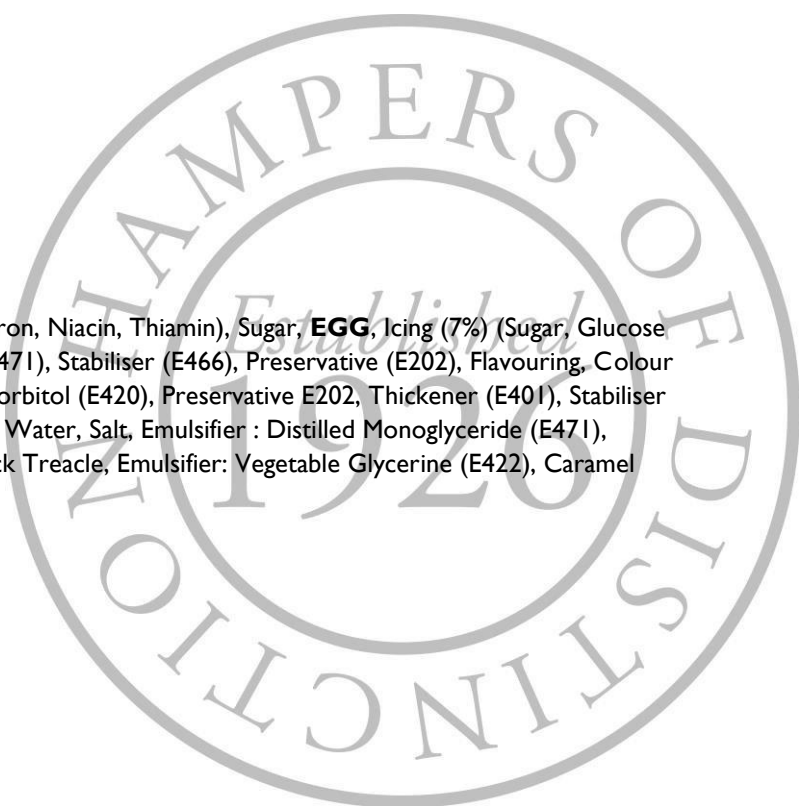 HAMPERS OF DISTINCTION
Established
1926
ron, Niacin, Thiamin), Sugar, EGG, Icing (7%) (Sugar, Glucose
471), Stabiliser (E466), Preservative (E202), Flavouring, Colour
orbitol (E420), Preservative E202, Thickener (E401), Stabiliser
Water, Salt, Emulsifier : Distilled Monoglyceride (E471),
ck Treacle, Emulsifier: Vegetable Glycerine (E422), Caramel